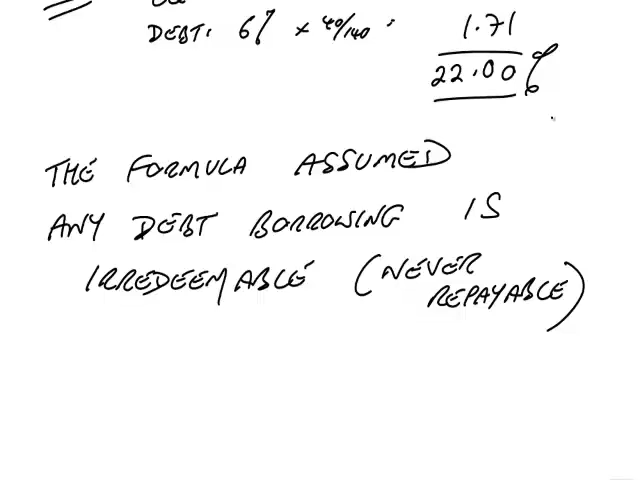 DEBT: 6% × 40/140 = 1.71
22.00%
THE FORMULA ASSUMED
ANY DEBT BORROWING IS
IRREDEEMABLE (NEVER
REPAYABLE)